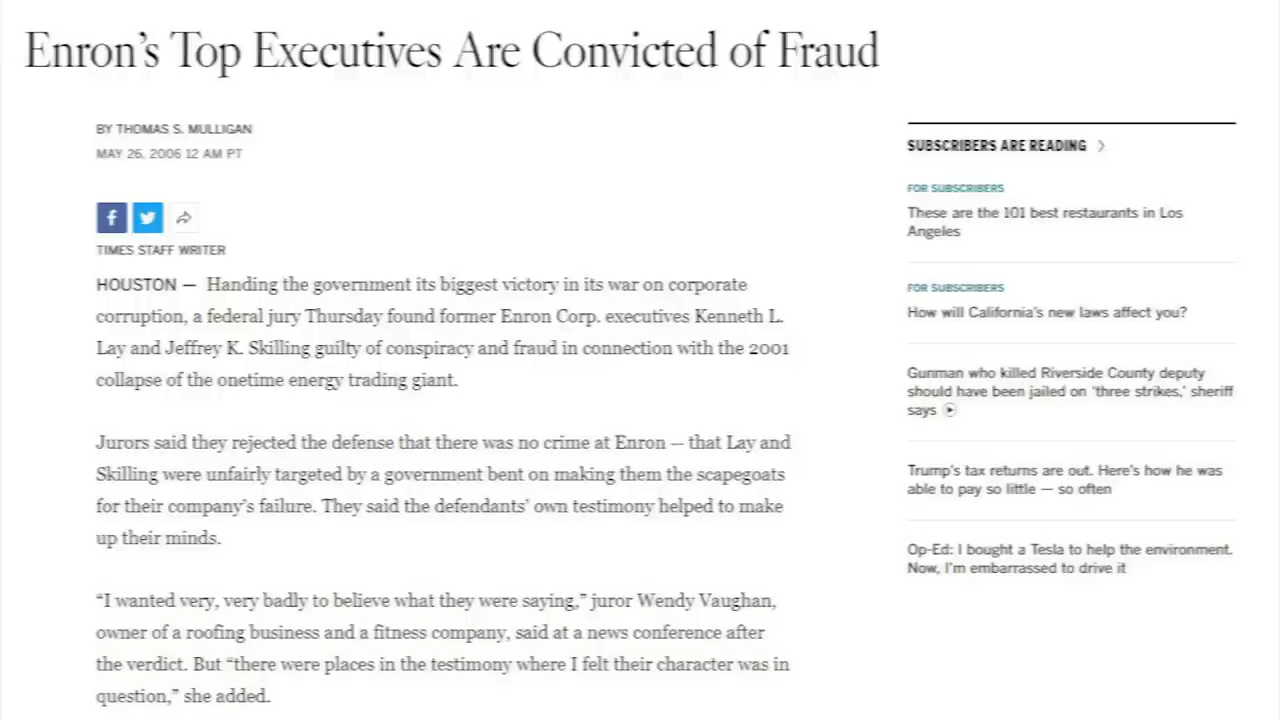 Enron's Top Executives Are Convicted of Fraud
BY THOMAS S. MULLIGAN
MAY 26, 2006 12 AM PT
TIMES STAFF WRITER
HOUSTON — Handing the government its biggest victory in its war on corporate
corruption, a federal jury Thursday found former Enron Corp. executives Kenneth L.
Lay and Jeffrey K. Skilling guilty of conspiracy and fraud in connection with the 2001
collapse of the onetime energy trading giant.
Jurors said they rejected the defense that there was no crime at Enron — that Lay and
Skilling were unfairly targeted by a government bent on making them the scapegoats
for their company's failure. They said the defendants' own testimony helped to make
up their minds.
“I wanted very, very badly to believe what they were saying,” juror Wendy Vaughan,
owner of a roofing business and a fitness company, said at a news conference after
the verdict. But “there were places in the testimony where I felt their character was in
question,” she added.
SUBSCRIBERS ARE READING
FOR SUBSCRIBERS
These are the 101 best restaurants in Los
Angeles
FOR SUBSCRIBERS
How will California's new laws affect you?
Gunman who killed Riverside County deputy
should have been jailed on ‘three strikes,’ sheriff
says
Trump's tax returns are out. Here's how he was
able to pay so little — so often
Op-Ed: I bought a Tesla to help the environment.
Now, I'm embarrassed to drive it